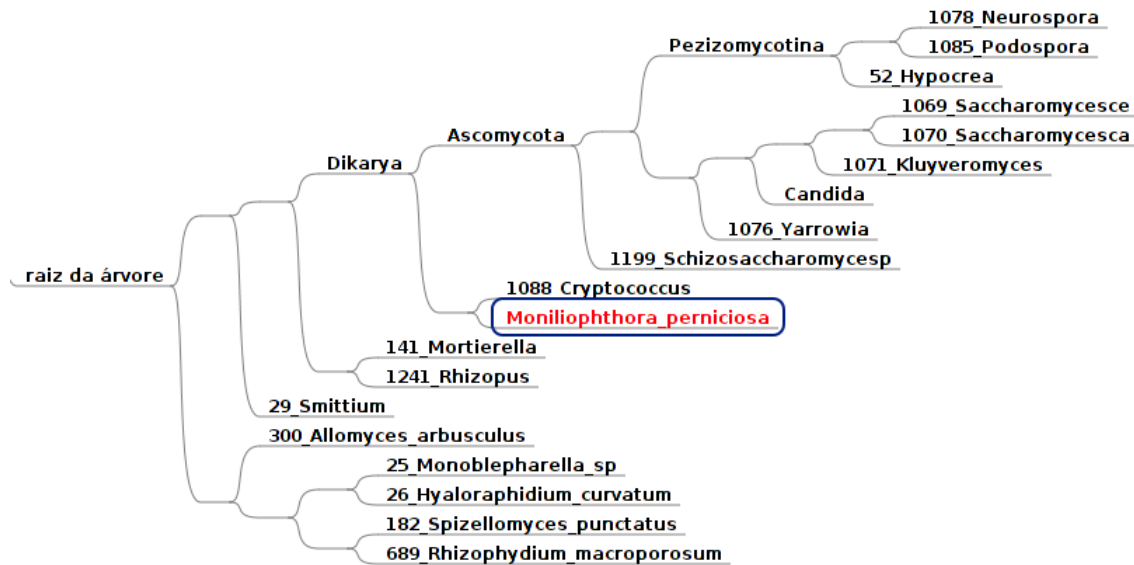 1078_Neurospora
Pezizomycotina
1085_Podospora
52_Hypocrea
1069_Saccharomycesce
Ascomycota
1070_Saccharomycesca
Dikarya
1071_Kluyveromyces
Candida
1076_Yarrowia
1199_Schizosaccharomycesp
raiz da árvore
1088_Cryptococcus
Moniliophthora_perniciosa
141_Mortierella
1241_Rhizopus
29_Smittium
300_Allomyces_arbusculus
25_Monoblepharella_sp
26_Hyaloraphidium_curvatum
182_Spizellomyces_punctatus
689_Rhizophydium_macroporosum